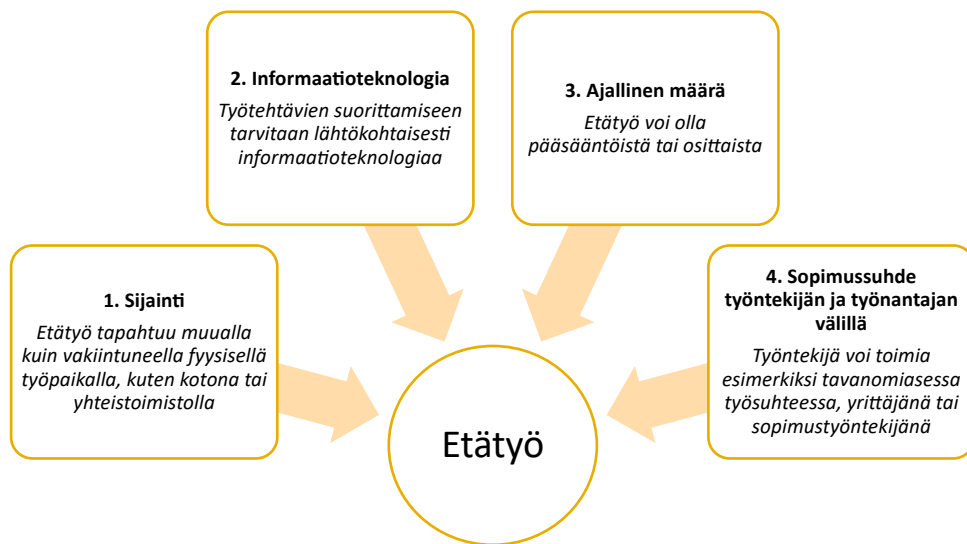 1. Sijainti
Etätyö tapahtuu muualla
kuin vakiintuneella fyysisellä
työpaikalla, kuten kotona tai
yhteistoimistolla
2. Informaatioteknologia
Työtehtävien suorittamiseen
tarvitaan lähtökohtaisesti
informaatioteknologiaa
3. Ajallinen määrä
Etätyö voi olla
pääsääntöistä tai osittaista
4. Sopimussuhde
työntekijän ja työnantajan
välillä
Työntekijä voi toimia
esimerkiksi tavanomiasessa
työsuhteessa, yrittäjänä tai
sopimustyöntekijänä
Etätyö